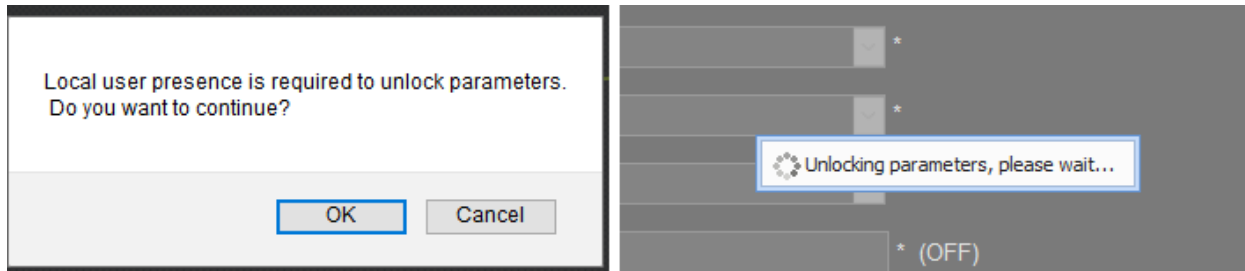 Local user presence is required to unlock parameters.
Do you want to continue?
OK
Cancel
*
*
Unlocking parameters, please wait...
* (OFF)